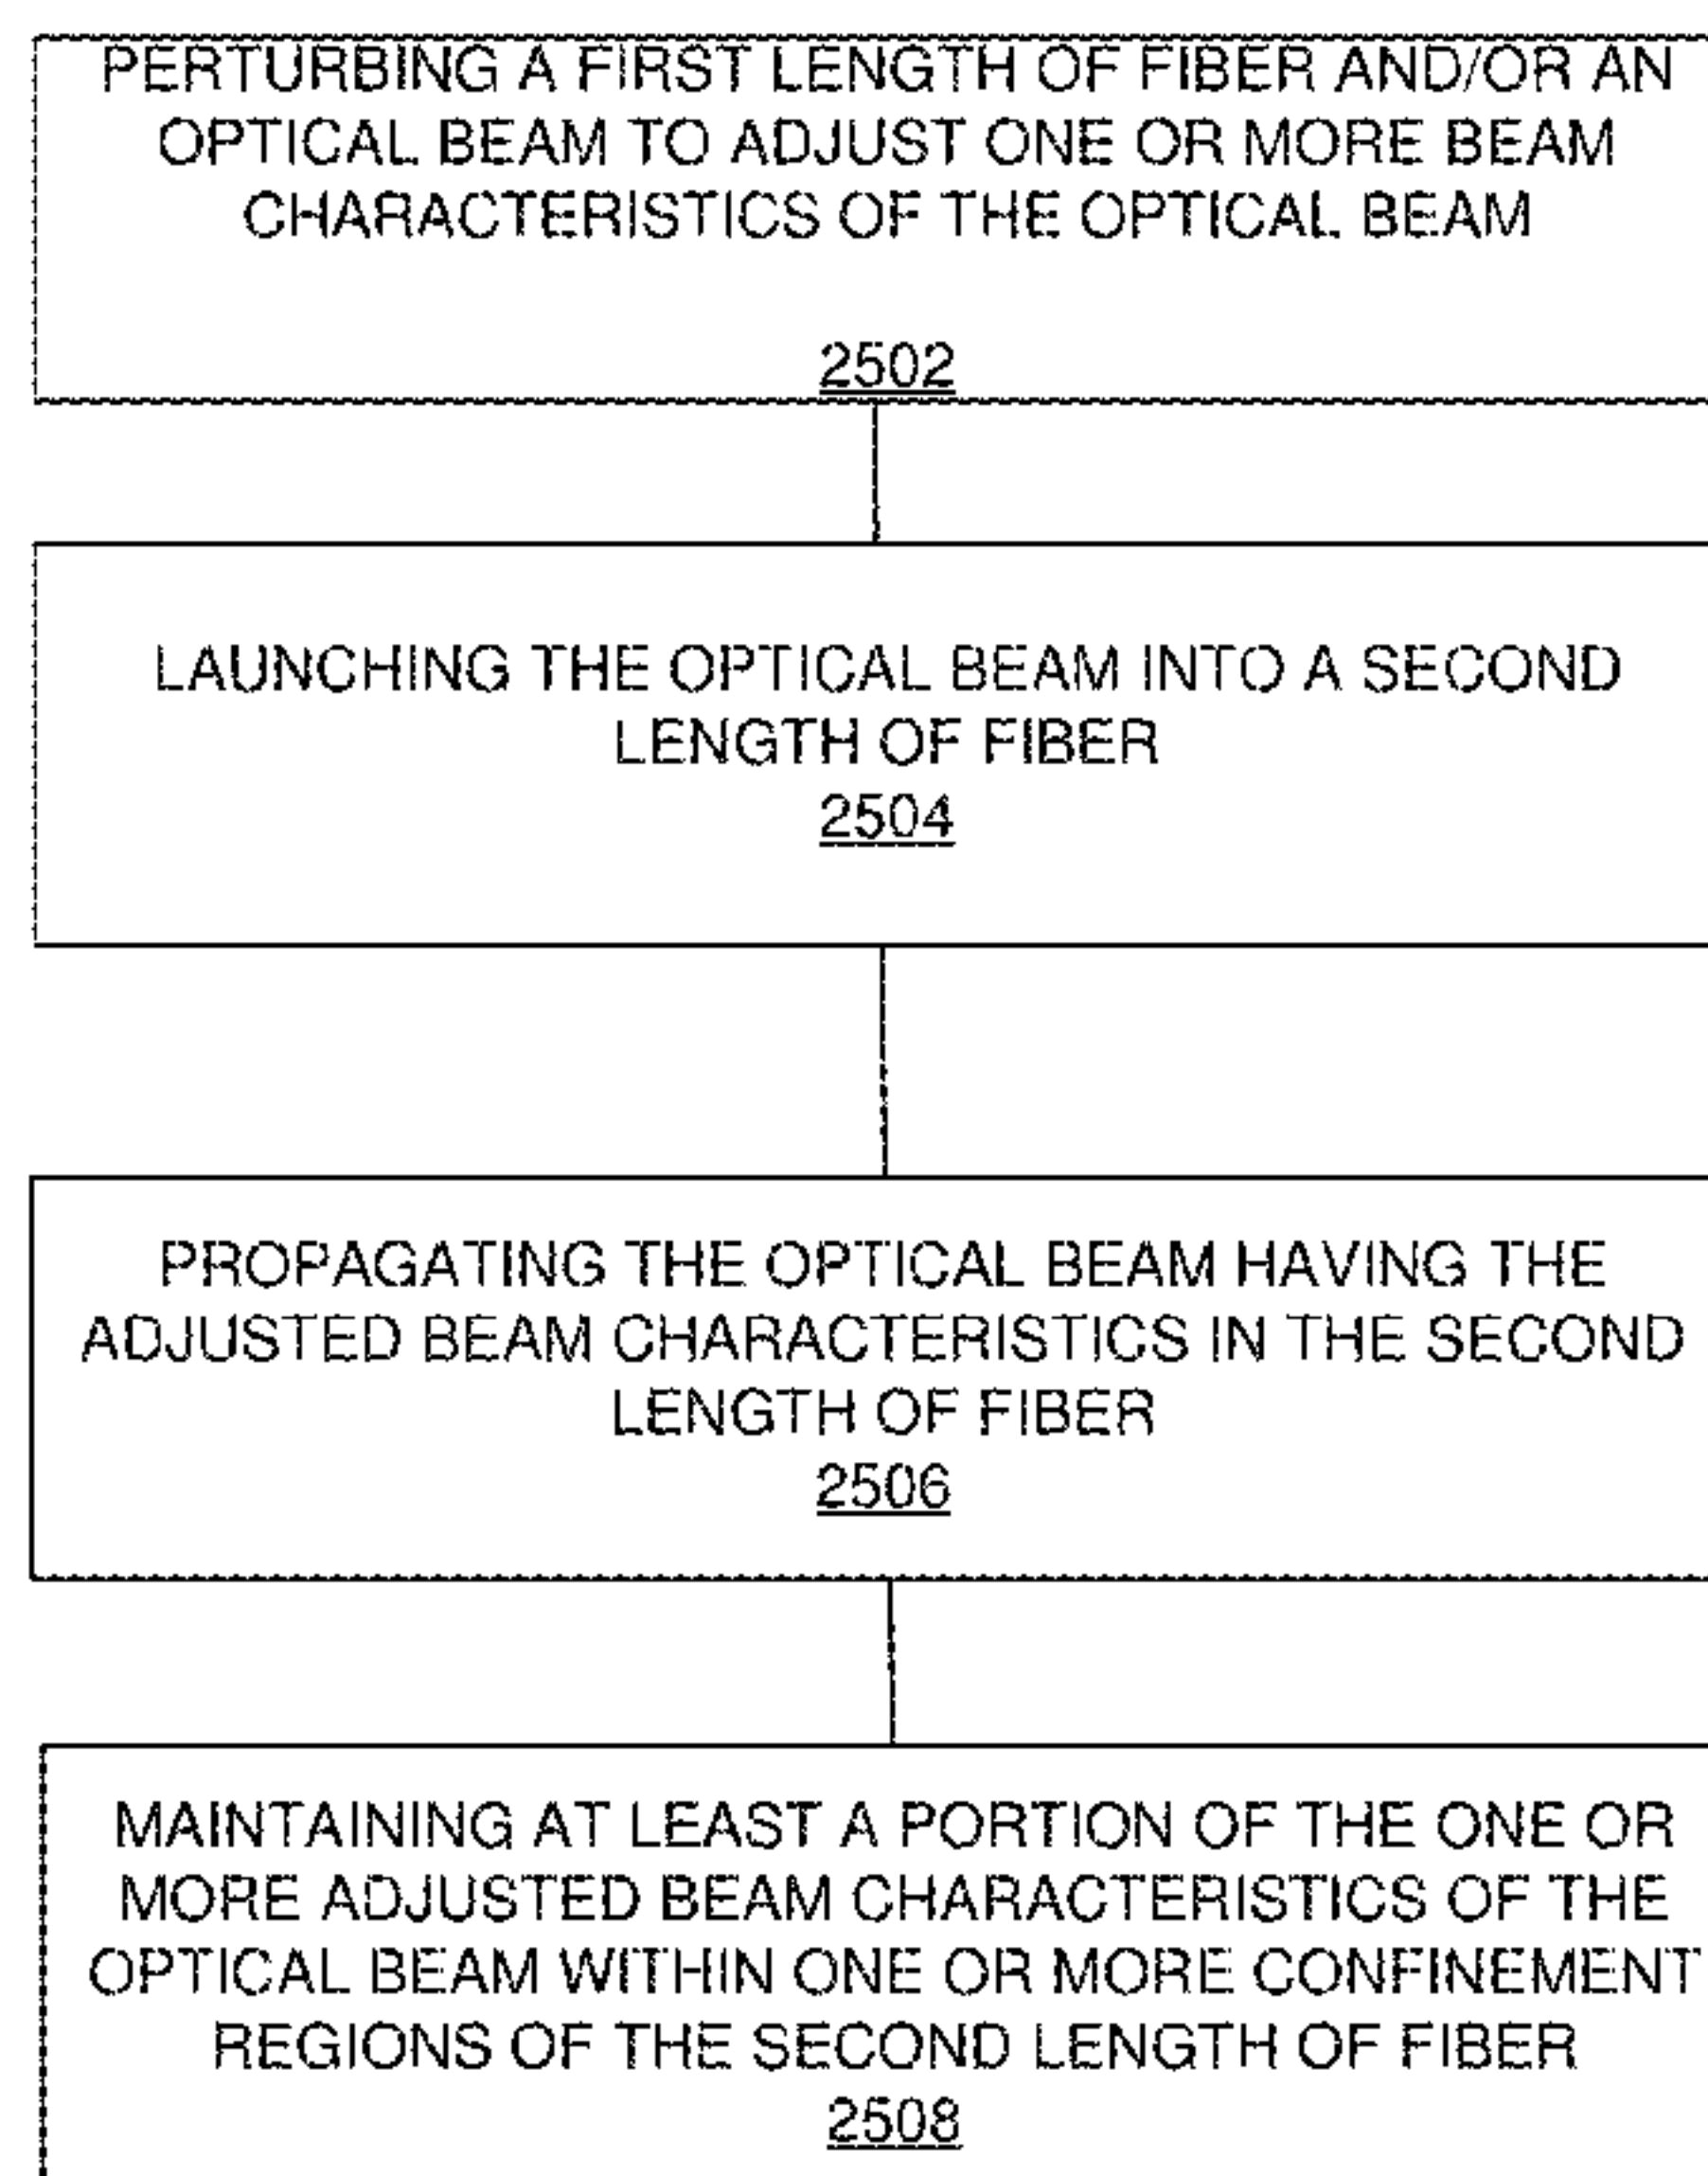 PERTURBING A FIRST LENGTH OF FIBER AND/OR AN
OPTICAL BEAM TO ADJUST ONE OR MORE BEAM
CHARACTERISTICS OF THE OPTICAL BEAM
2502
LAUNCHING THE OPTICAL BEAM INTO A SECOND
LENGTH OF FIBER
2504
PROPAGATING THE OPTICAL BEAM HAVING THE
ADJUSTED BEAM CHARACTERISTICS IN THE SECOND
LENGTH OF FIBER
2506
MAINTAINING AT LEAST A PORTION OF THE ONE OR
MORE ADJUSTED BEAM CHARACTERISTICS OF THE
OPTICAL BEAM WITHIN ONE OR MORE CONFINEMENT
REGIONS OF THE SECOND LENGTH OF FIBER
2508